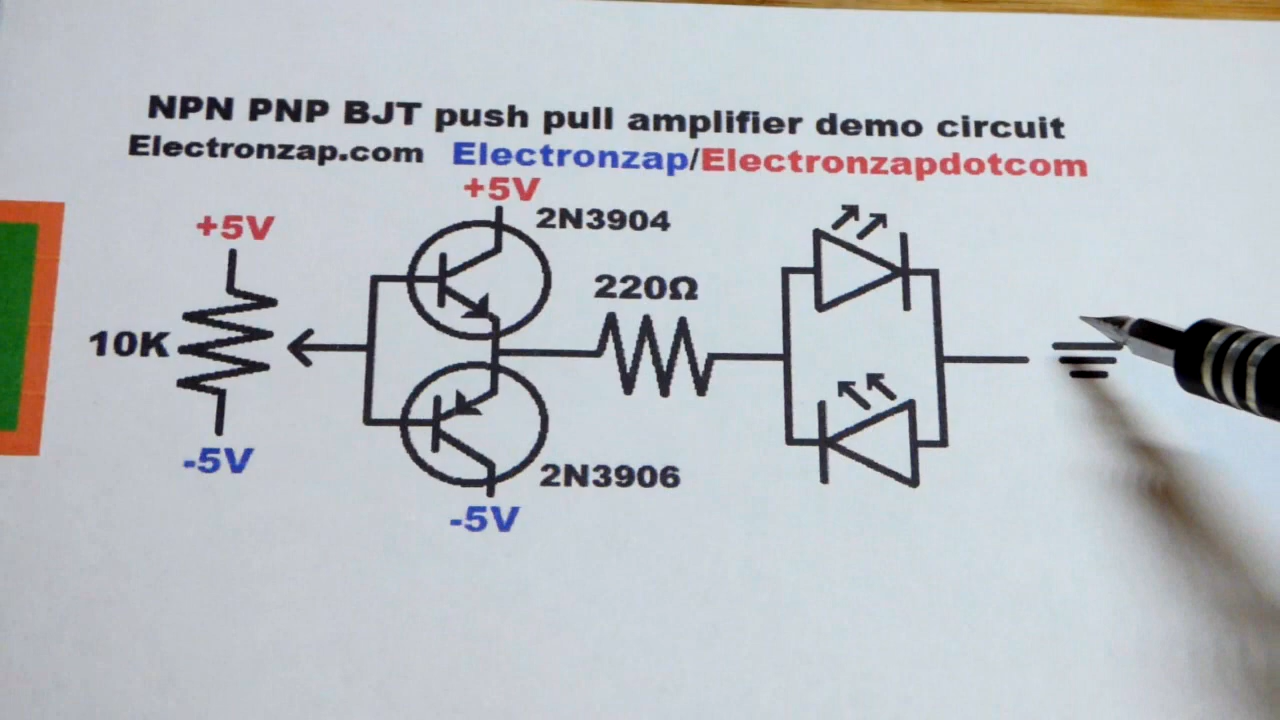 NPN PNP BJT push pull amplifier demo circuit
Electronzap.com Electronzap/Electronzapdotcom
+5V
2N3904
+5V
220Ω
10K
-5V
2N3906
-5V